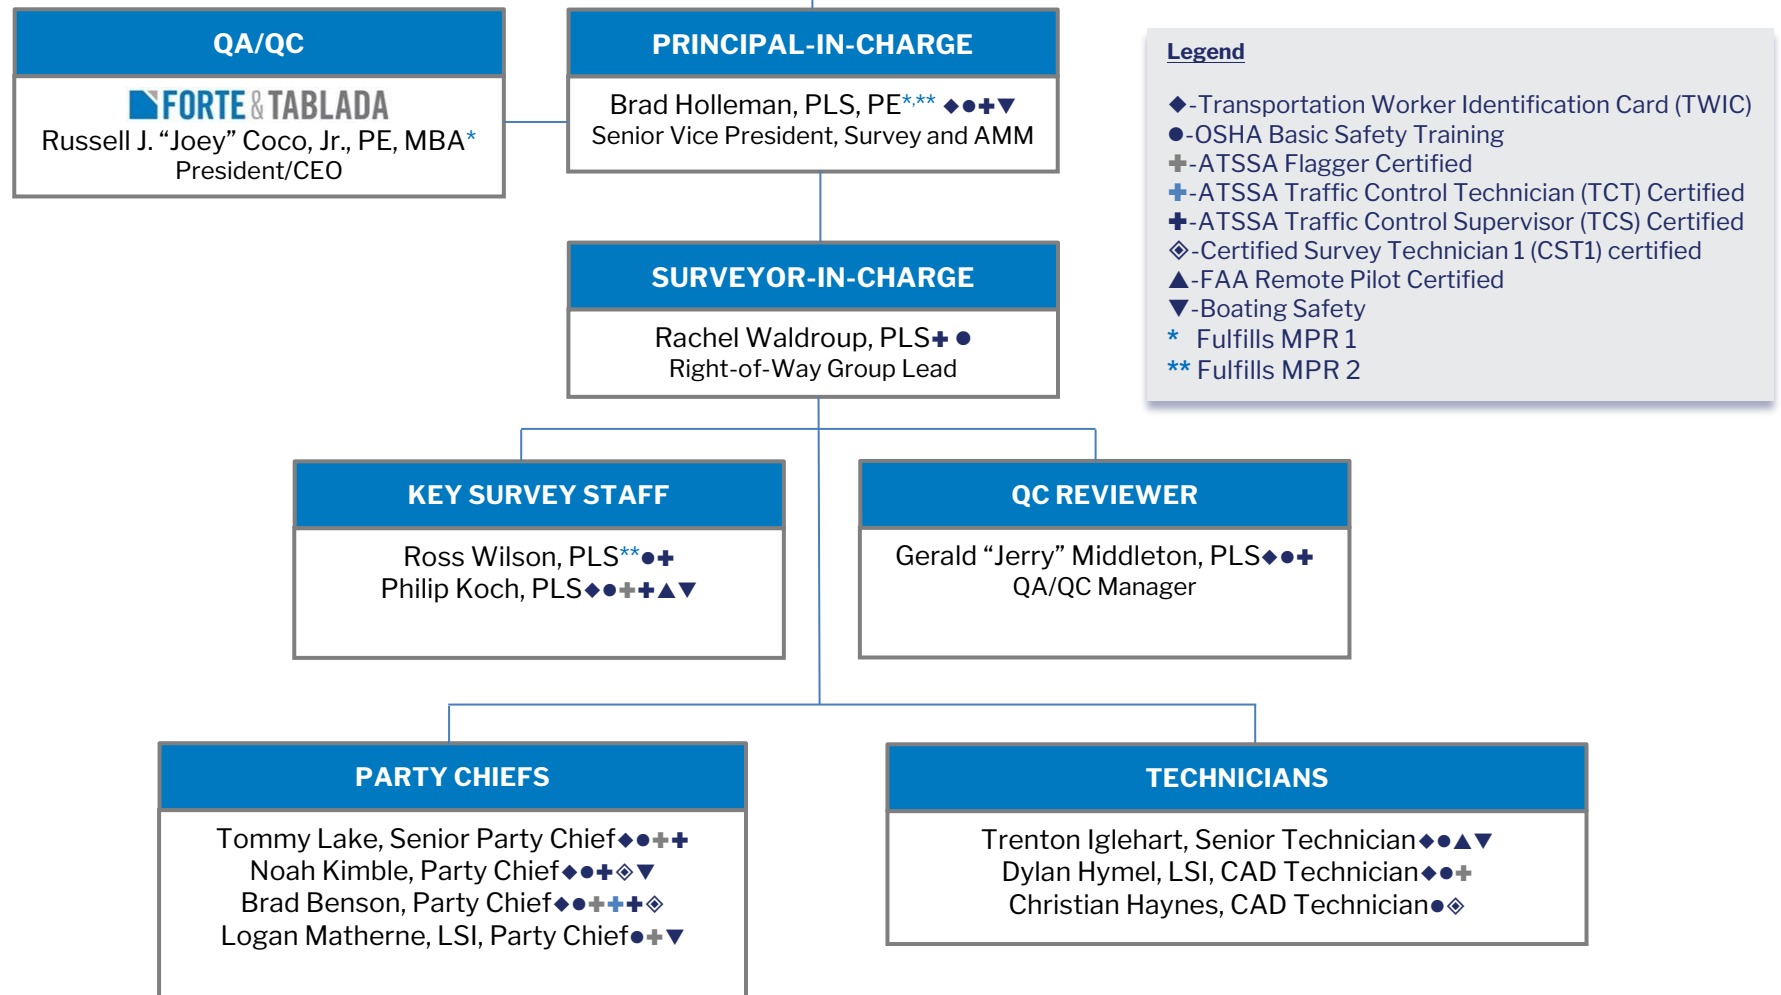 QA/QC
FORTE & TABLADA
Russell J. “Joey” Coco, Jr., PE, MBA*
President/CEO
PRINCIPAL-IN-CHARGE
Brad Holleman, PLS, PE*,** ◆●✚▼
Senior Vice President, Survey and AMM
Legend
◆-Transportation Worker Identification Card (TWIC)
●-OSHA Basic Safety Training
✚-ATSSA Flagger Certified
✚-ATSSA Traffic Control Technician (TCT) Certified
✚-ATSSA Traffic Control Supervisor (TCS) Certified
◈-Certified Survey Technician 1 (CST1) certified
▲-FAA Remote Pilot Certified
▼-Boating Safety
* Fulfills MPR 1
** Fulfills MPR 2
SURVEYOR-IN-CHARGE
Rachel Waldroup, PLS✚ ●
Right-of-Way Group Lead
KEY SURVEY STAFF
Ross Wilson, PLS**●✚
Philip Koch, PLS◆●✚✚▲▼
QC REVIEWER
Gerald “Jerry” Middleton, PLS◆●✚
QA/QC Manager
PARTY CHIEFS
Tommy Lake, Senior Party Chief◆●✚✚
Noah Kimble, Party Chief◆●✚◈▼
Brad Benson, Party Chief◆●✚✚✚◈
Logan Matherne, LSI, Party Chief●✚▼
TECHNICIANS
Trenton Iglehart, Senior Technician◆●▲▼
Dylan Hymel, LSI, CAD Technician◆●✚
Christian Haynes, CAD Technician●◈